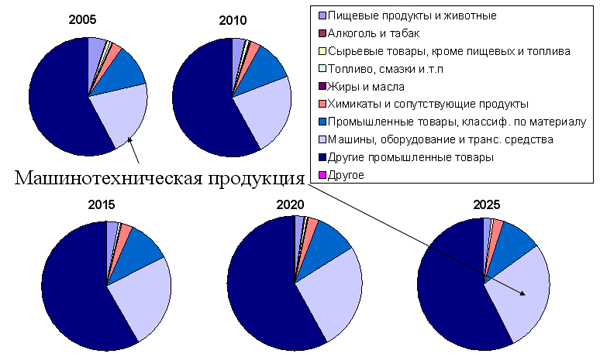 2005
2010
Пищевые продукты и животные
Алкоголь и табак
Сырьевые товары, кроме пищевых и топлива
Топливо, смазки и.т.п
Жиры и масла
Химикаты и сопутствующие продукты
Промышленные товары, классиф. по материалу
Машины, оборудование и транс. средства
Другие промышленные товары
Другое
Машинотехническая продукция
2015
2020
2025